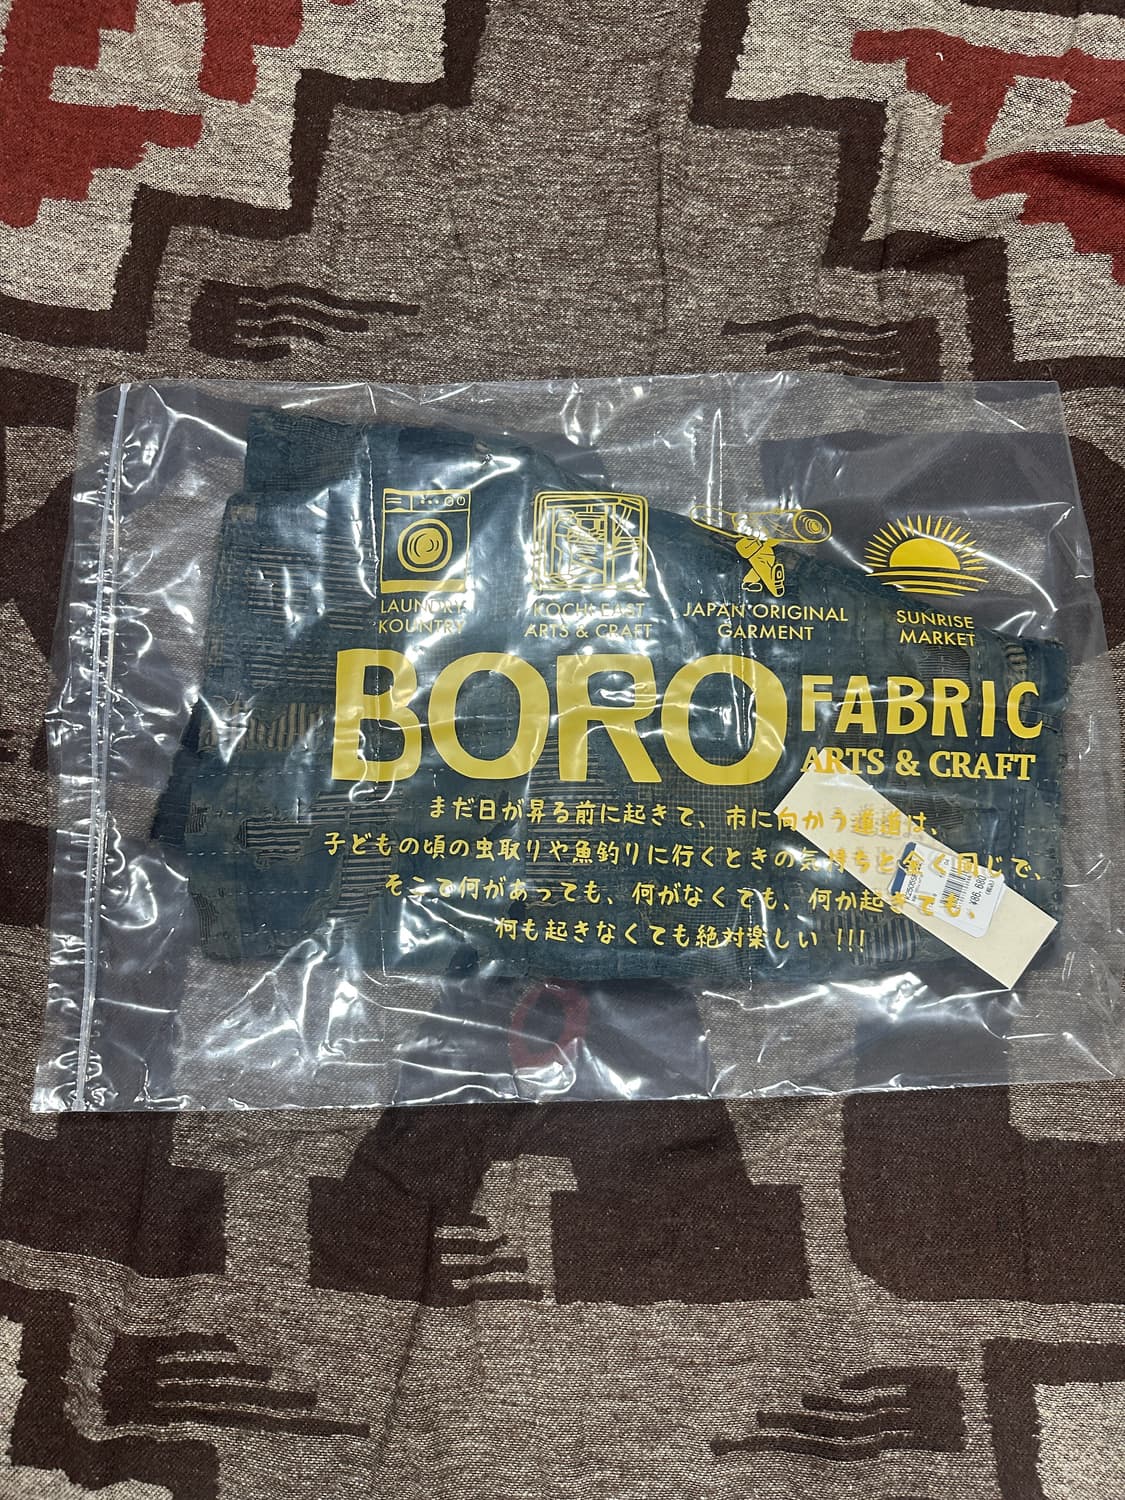 LAUNDRY
KOUNTRY
KOCHI EAST
ARTS & CRAFT
JAPAN ORIGINAL
GARMENT
SUNRISE
MARKET
BORO
FABRIC
ARTS & CRAFT
まだ日が昇る前に起きて、市に向かう道道は、
子どもの頃の虫取りや魚釣りに行くときの気持ちと全く同じで、
そこで何があっても、何がなくても、何か起きても、
何も起きなくても絶対楽しい !!!